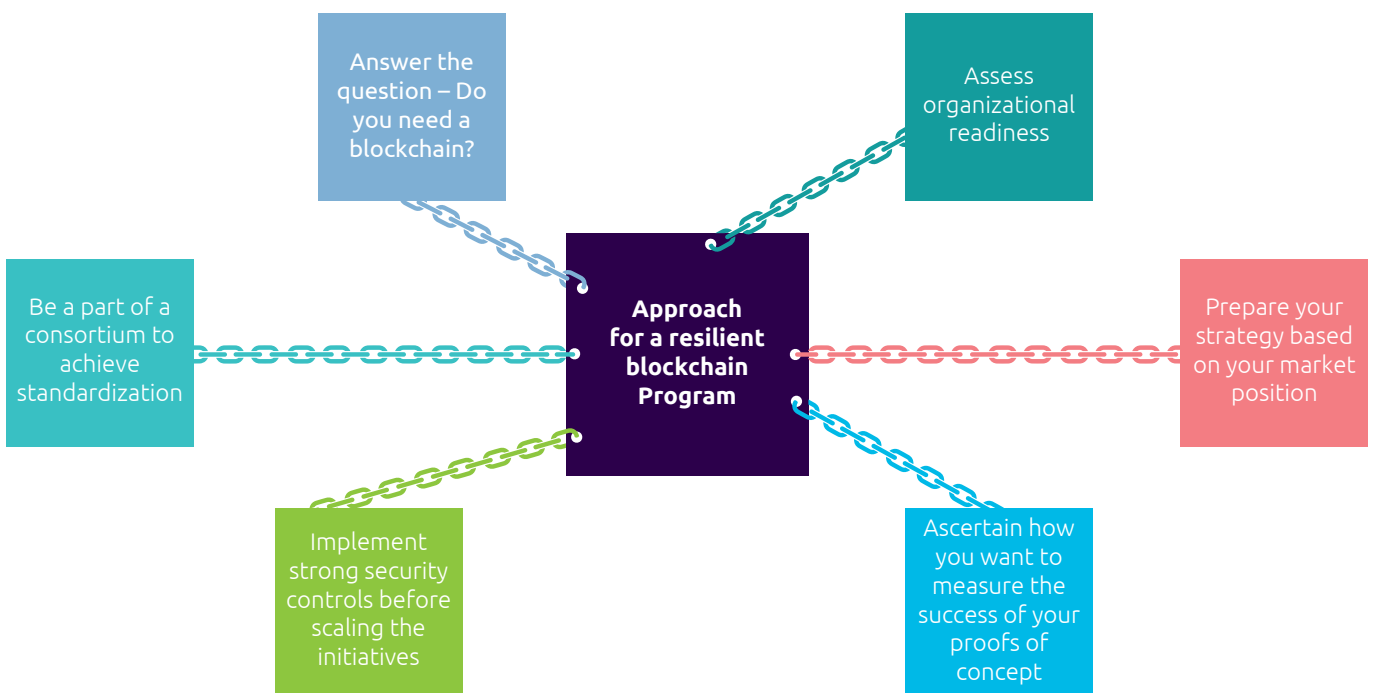 Answer the
question – Do
you need a
blockchain?
Assess
organizational
readiness
Be a part of a
consortium to
achieve
standardization
Approach
for a resilient
blockchain
Program
Prepare your
strategy based
on your market
position
Implement
strong security
controls before
scaling the
initiatives
Ascertain how
you want to
measure the
success of your
proofs of
concept